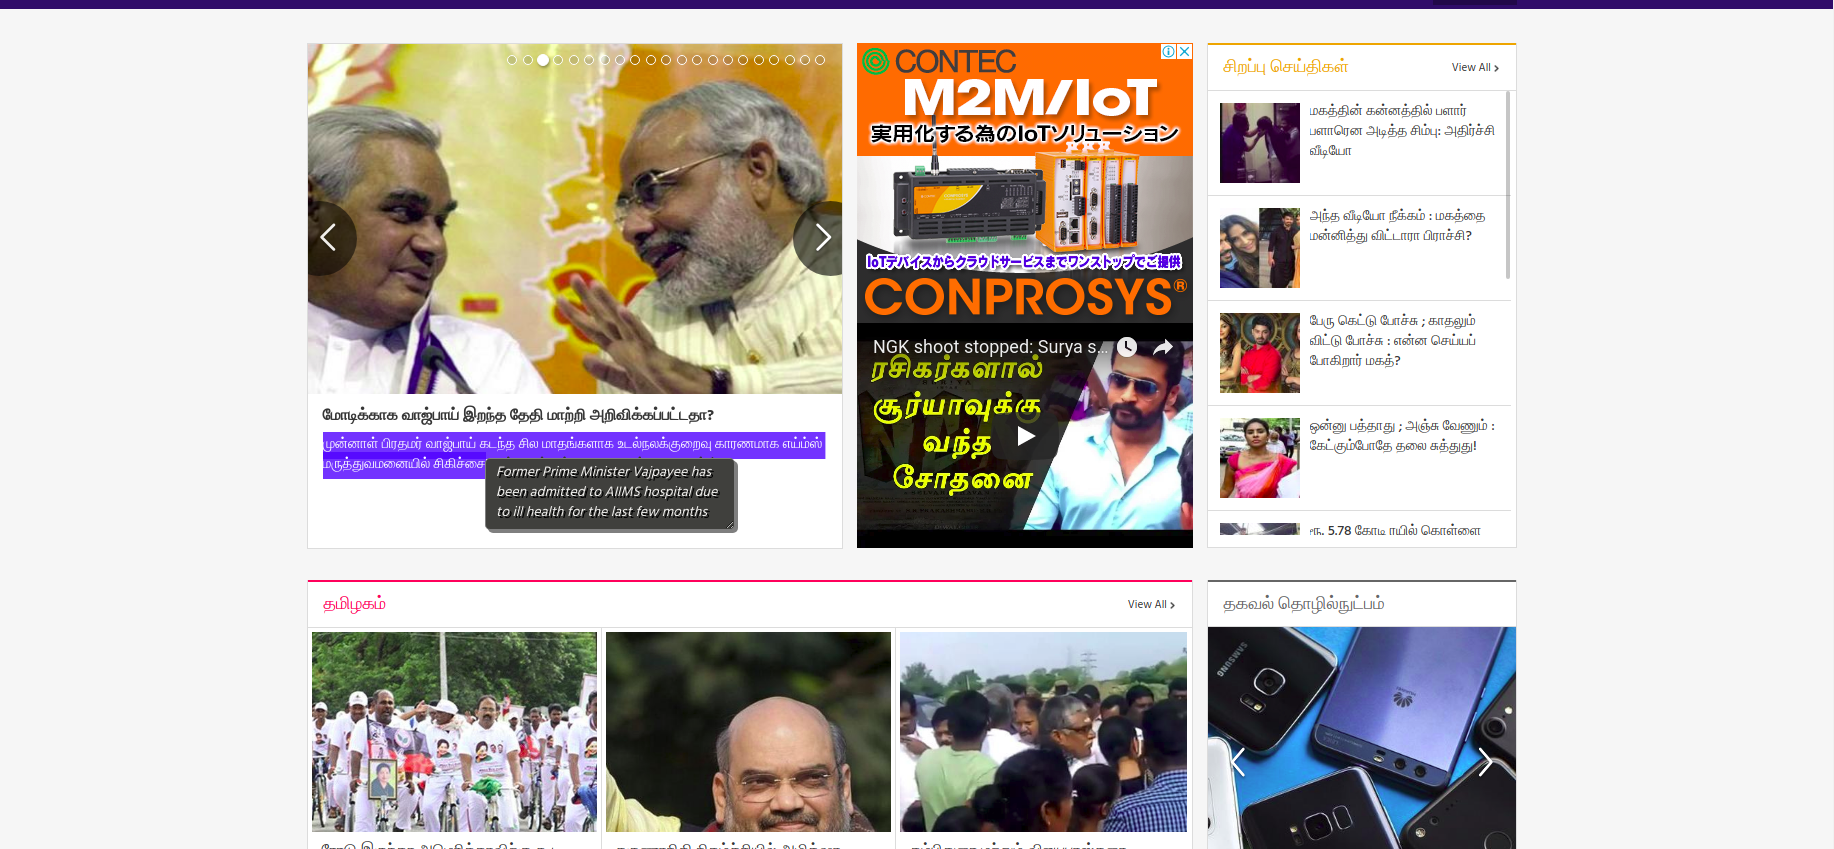 மோடிக்காக வாஜ்பாய் இறந்த தேதி மாற்றி அறிவிக்கப்பட்டதா?
முன்னாள் பிரதமர் வாஜ்பாய் கடந்த சில மாதங்களாக உடல்நலக்குறைவு காரணமாக எய்ம்ஸ்
மருத்துவமனையில் சிகிச்சை
Former Prime Minister Vajpayee has
been admitted to AIIMS hospital due
to ill health for the last few months
CONTEC
M2M/IoT
実用化する為のIoTソリューション
IoTデバイスからクラウドサービスまでワンストップでご提供
CONPROSYS®
NGK shoot stopped: Surya s...
ரசிகர்களால்
சூர்யாவுக்கு
வந்த
சோதனை
சிறப்பு செய்திகள்
View All
மகத்தின் கன்னத்தில் பளார்
பளாரென அடித்த சிம்பு: அதிர்ச்சி
வீடியோ
அந்த வீடியோ நீக்கம் : மகத்தை
மன்னித்து விட்டாரா பிராச்சி?
பேரு கெட்டு போச்சு ; காதலும்
விட்டு போச்சு : என்ன செய்யப்
போகிறார் மகத்?
ஒன்னு பத்தாது ; அஞ்சு வேணும் :
கேட்கும்போதே தலை சுத்துது!
ரூ. 5.78 கோடி ரயில் கொள்ளை
தமிழகம்
View All
தகவல் தொழில்நுட்பம்
SAMSUNG
HUAWEI